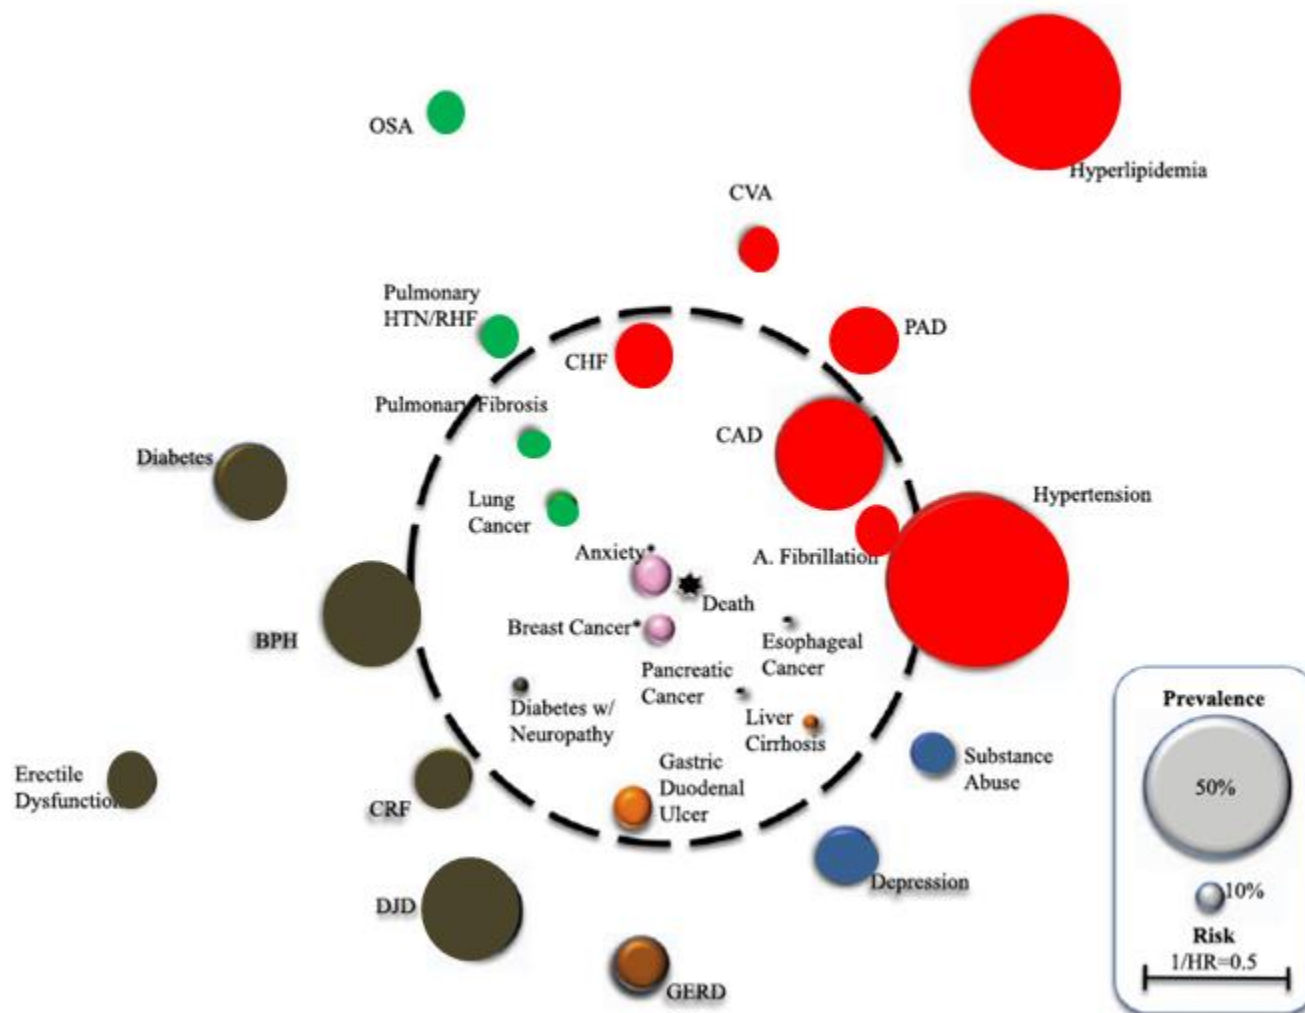 OSA
Hyperlipidemia
CVA
Pulmonary
HTN/RHF
PAD
CHF
Pulmonary Fibrosis
CAD
Diabetes
Hypertension
Lung
Cancer
Anxiety*
A. Fibrillation
Death
Breast Cancer*
BPH
Esophageal
Cancer
Pancreatic
Cancer
Diabetes w/
Neuropathy
Liver
Cirrhosis
Prevalence
50%
10%
Risk
1/HR=0.5
Substance
Abuse
Gastric
Duodenal
Ulcer
Erectile
Dysfunction
CRF
Depression
DJD
GERD